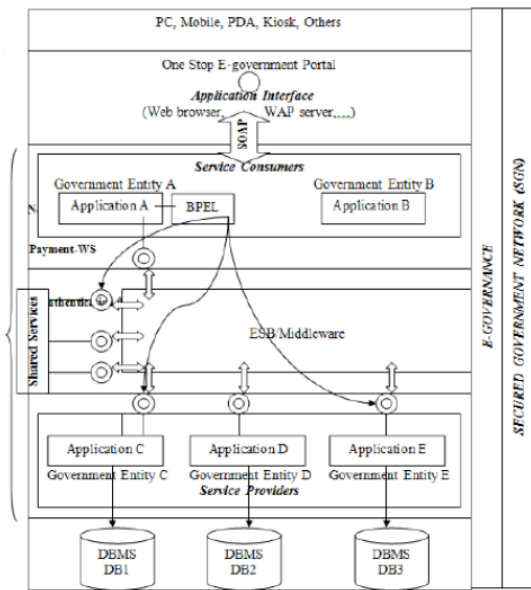 PC, Mobile, PDA, Kiosk, Others
One Stop E-government Portal
Application Interface
(Web browser, WAP server,....)
SOAP
Service Consumers
Government Entity A
Government Entity B
Application A
BPEL
Application B
Payment-WS
Shared Services
ESB/Middleware
Application C
Application D
Application E
Government Entity C
Government Entity D
Government Entity E
Service Providers
DBMS
DB1
DBMS
DB2
DBMS
DB3
E-GOVERNANCE
SECURED GOVERNMENT NETWORK (SGN)